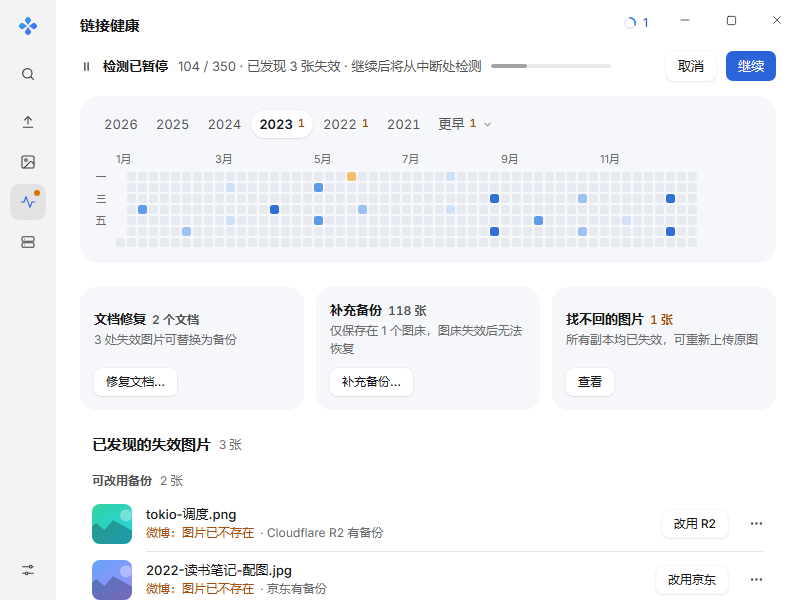 链接健康
1
检测已暂停 104 / 350 · 已发现 3 张失效 · 继续后将从中断处检测
取消
继续
2026 2025 2024 2023 1 2022 1 2021 更早 1
1月 3月 5月 7月 9月 11月
一
三
五
文档修复 2 个文档
3 处失效图片可替换为备份
修复文档...
补充备份 118 张
仅保存在 1 个图床，图床失效后无法
恢复
补充备份...
找不回的图片 1 张
所有副本均已失效，可重新上传原图
查看
已发现的失效图片 3 张
可改用备份 2 张
tokio-调度.png
微博：图片已不存在 · Cloudflare R2 有备份
改用 R2
2022-读书笔记-配图.jpg
微博：图片已不存在 · 京东有备份
改用京东